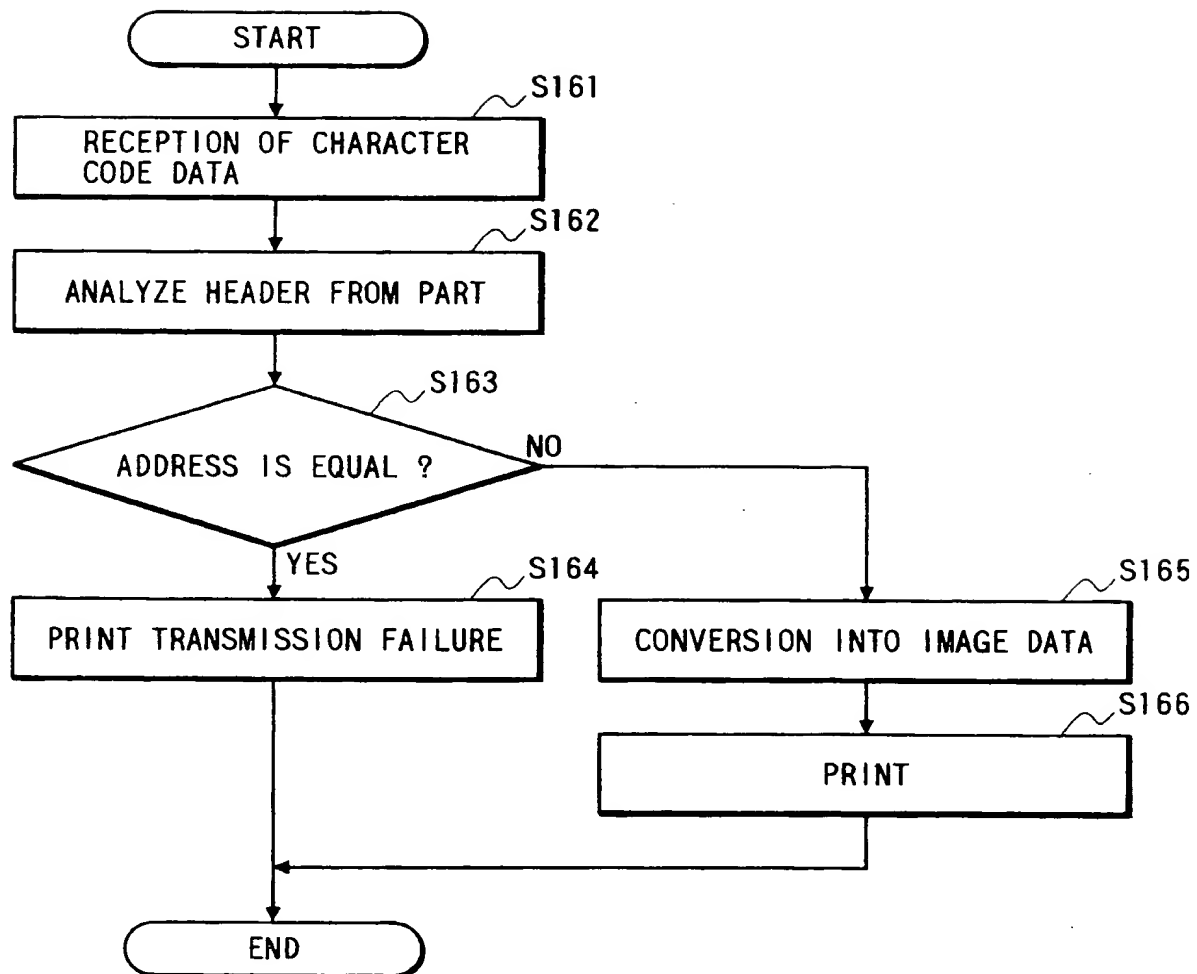 START
S161
RECEPTION OF CHARACTER
CODE DATA
S162
ANALYZE HEADER FROM PART
S163
ADDRESS IS EQUAL ?
NO
YES
S164
PRINT TRANSMISSION FAILURE
S165
CONVERSION INTO IMAGE DATA
S166
PRINT
END